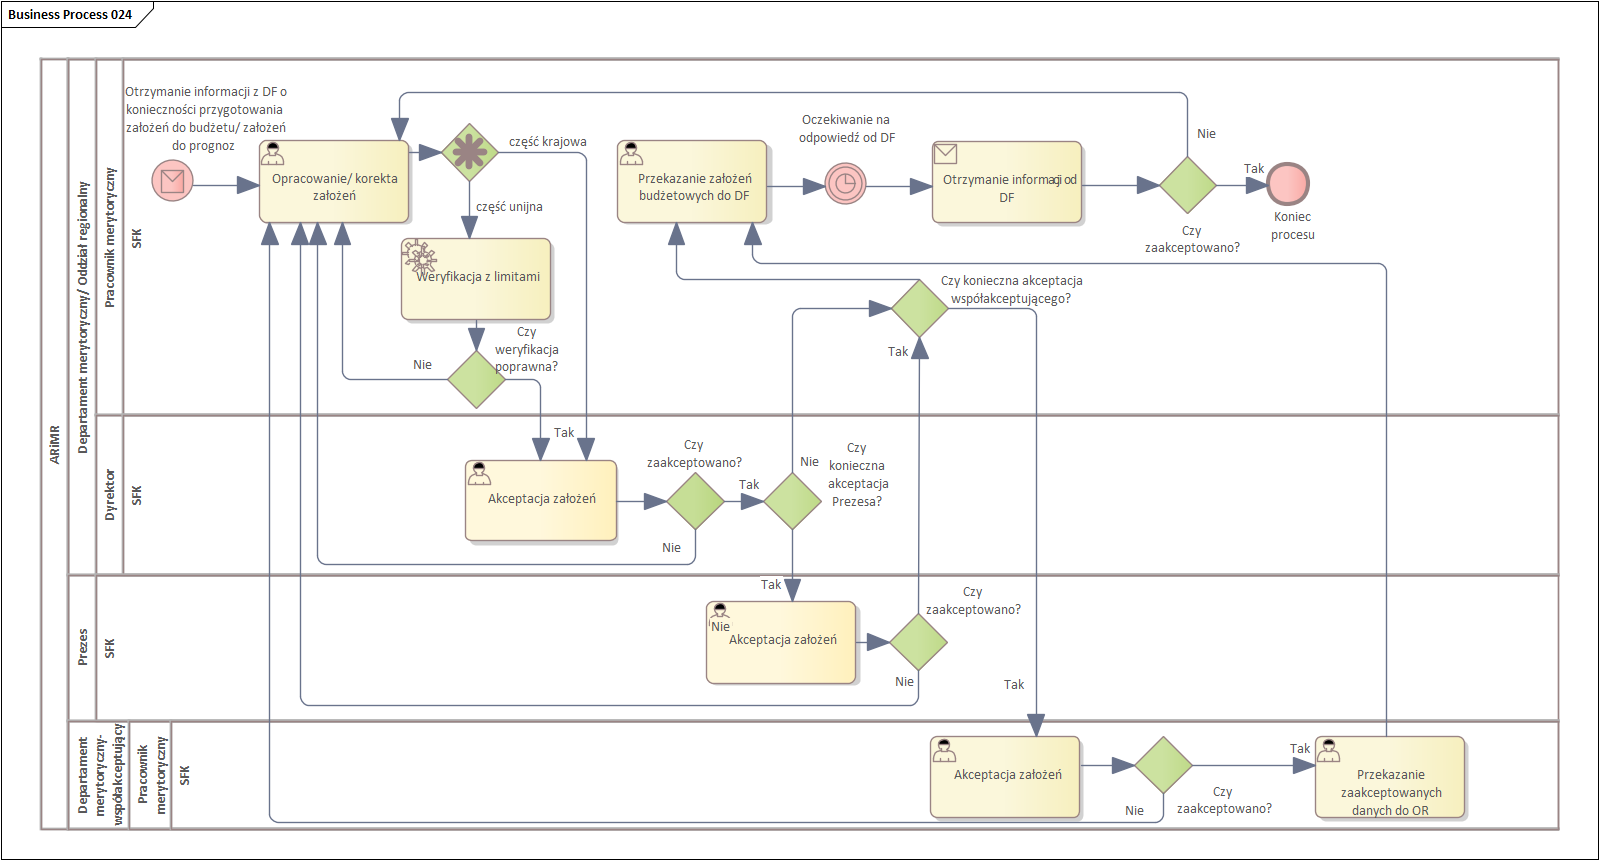 Business Process 024
ARiMR
Departament merytoryczny/ Oddział regionalny
Pracownik merytoryczny
SFK
Otrzymanie informacji z DF o
konieczności przygotowania
założeń do budżetu/ założeń
do prognoz
Opracowanie/ korekta
założeń
część krajowa
część unijna
Weryfikacja z limitami
Czy
weryfikacja
poprawna?
Nie
Tak
Przekazanie założeń
budżetowych do DF
Oczekiwanie na
odpowiedź od DF
Otrzymanie informacji od
DF
Nie
Tak
Czy
zaakceptowano?
Koniec
procesu
Czy konieczna akceptacja
współakceptującego?
Tak
Dyrektor
SFK
Akceptacja założeń
Czy
zaakceptowano?
Tak
Nie
Czy
konieczna
akceptacja
Prezesa?
Nie
Tak
Prezes
SFK
Nie
Akceptacja założeń
Czy
zaakceptowano?
Nie
Tak
Departament
merytoryczny-
współakceptujący
Pracownik
merytoryczny
SFK
Akceptacja założeń
Czy
zaakceptowano?
Nie
Tak
Przekazanie
zaakceptowanych
danych do OR